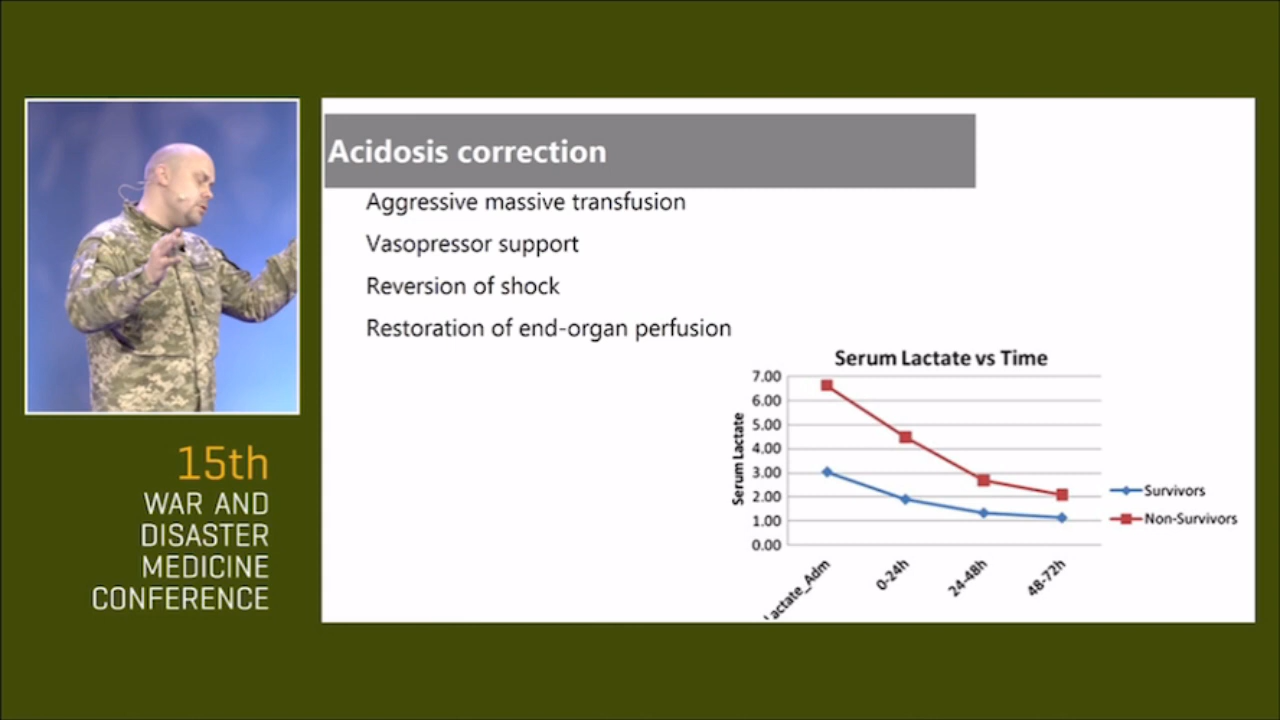 Acidosis correction
Aggressive massive transfusion
Vasopressor support
Reversion of shock
Restoration of end-organ perfusion
Serum Lactate vs Time
Serum Lactate
7.00
6.00
5.00
4.00
3.00
2.00
1.00
0.00
Lactate_Adm
0-24h
24-48h
48-72h
Survivors
Non-Survivors
15th
WAR AND
DISASTER
MEDICINE
CONFERENCE